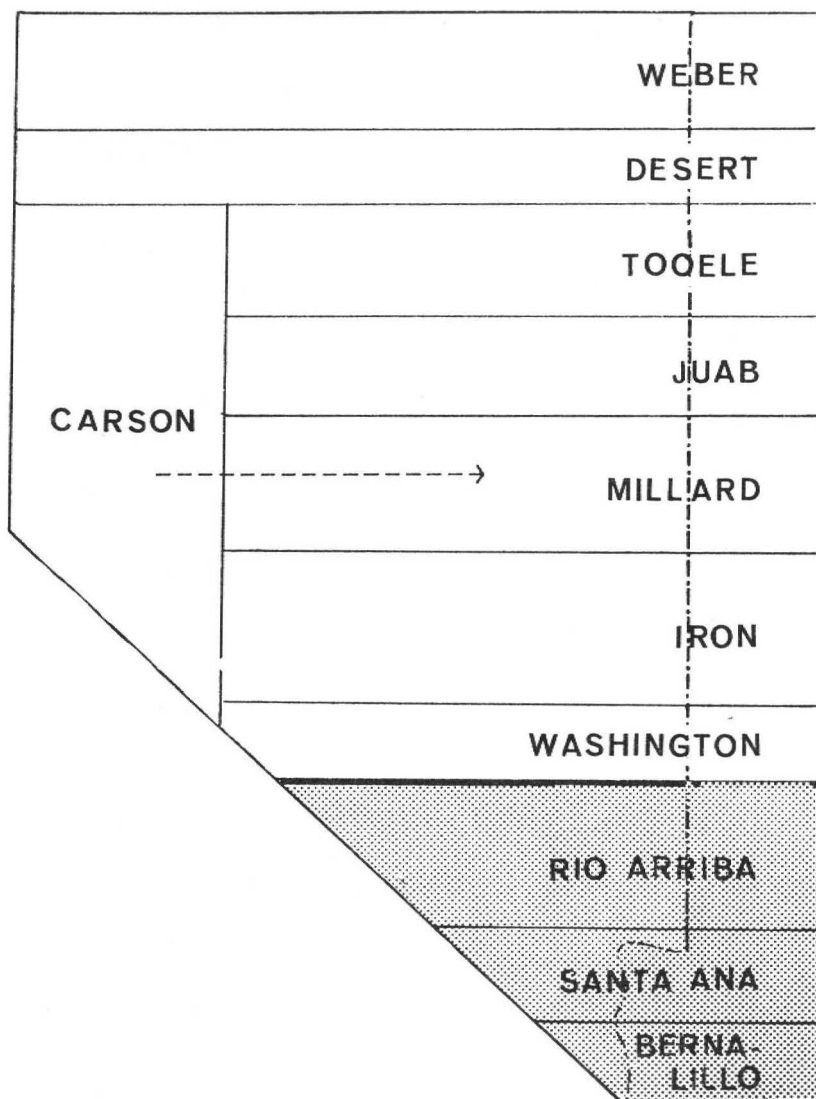 WEBER
DESERT
TOOELE
JUAB
CARSON
MILLARD
IRON
WASHINGTON
RIO ARRIBA
SANTA ANA
BERNA-
LILLO